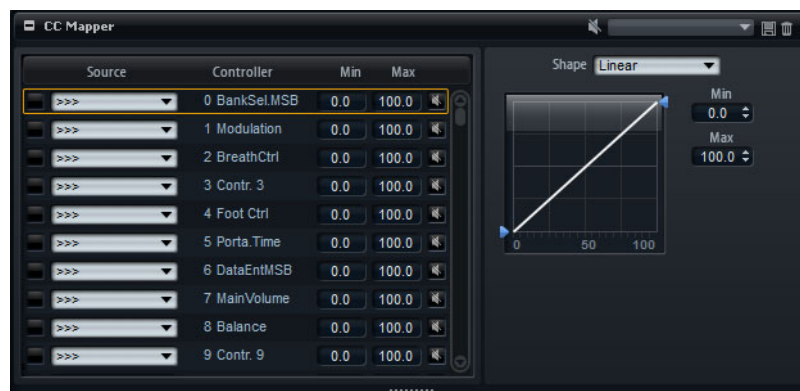 CC Mapper
Source Controller Min Max
>>> 0 BankSel.MSB 0.0 100.0
>>> 1 Modulation 0.0 100.0
>>> 2 BreathCtrl 0.0 100.0
>>> 3 Contr. 3 0.0 100.0
>>> 4 Foot Ctrl 0.0 100.0
>>> 5 Porta.Time 0.0 100.0
>>> 6 DataEntMSB 0.0 100.0
>>> 7 MainVolume 0.0 100.0
>>> 8 Balance 0.0 100.0
>>> 9 Contr. 9 0.0 100.0
Shape Linear
Min
0.0
Max
100.0
0 50 100